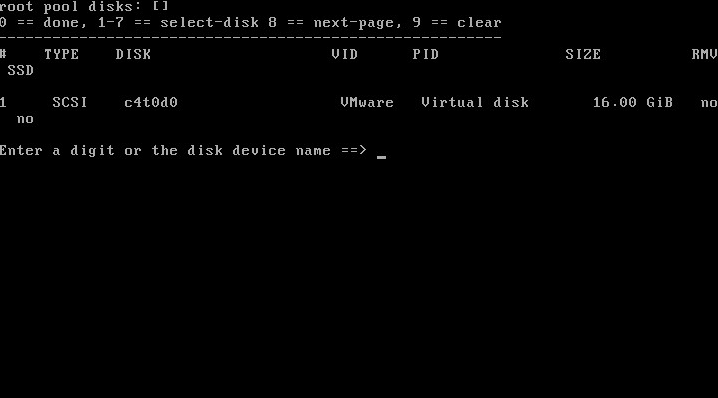 root pool disks: []
0 == done, 1-7 == select-disk 8 == next-page, 9 == clear
---------------------------------------------------------------
# TYPE DISK VID PID SIZE RMV
SSD
1 SCSI c4t0d0 VMware Virtual disk 16.00 GiB no
no
Enter a digit or the disk device name ==> _